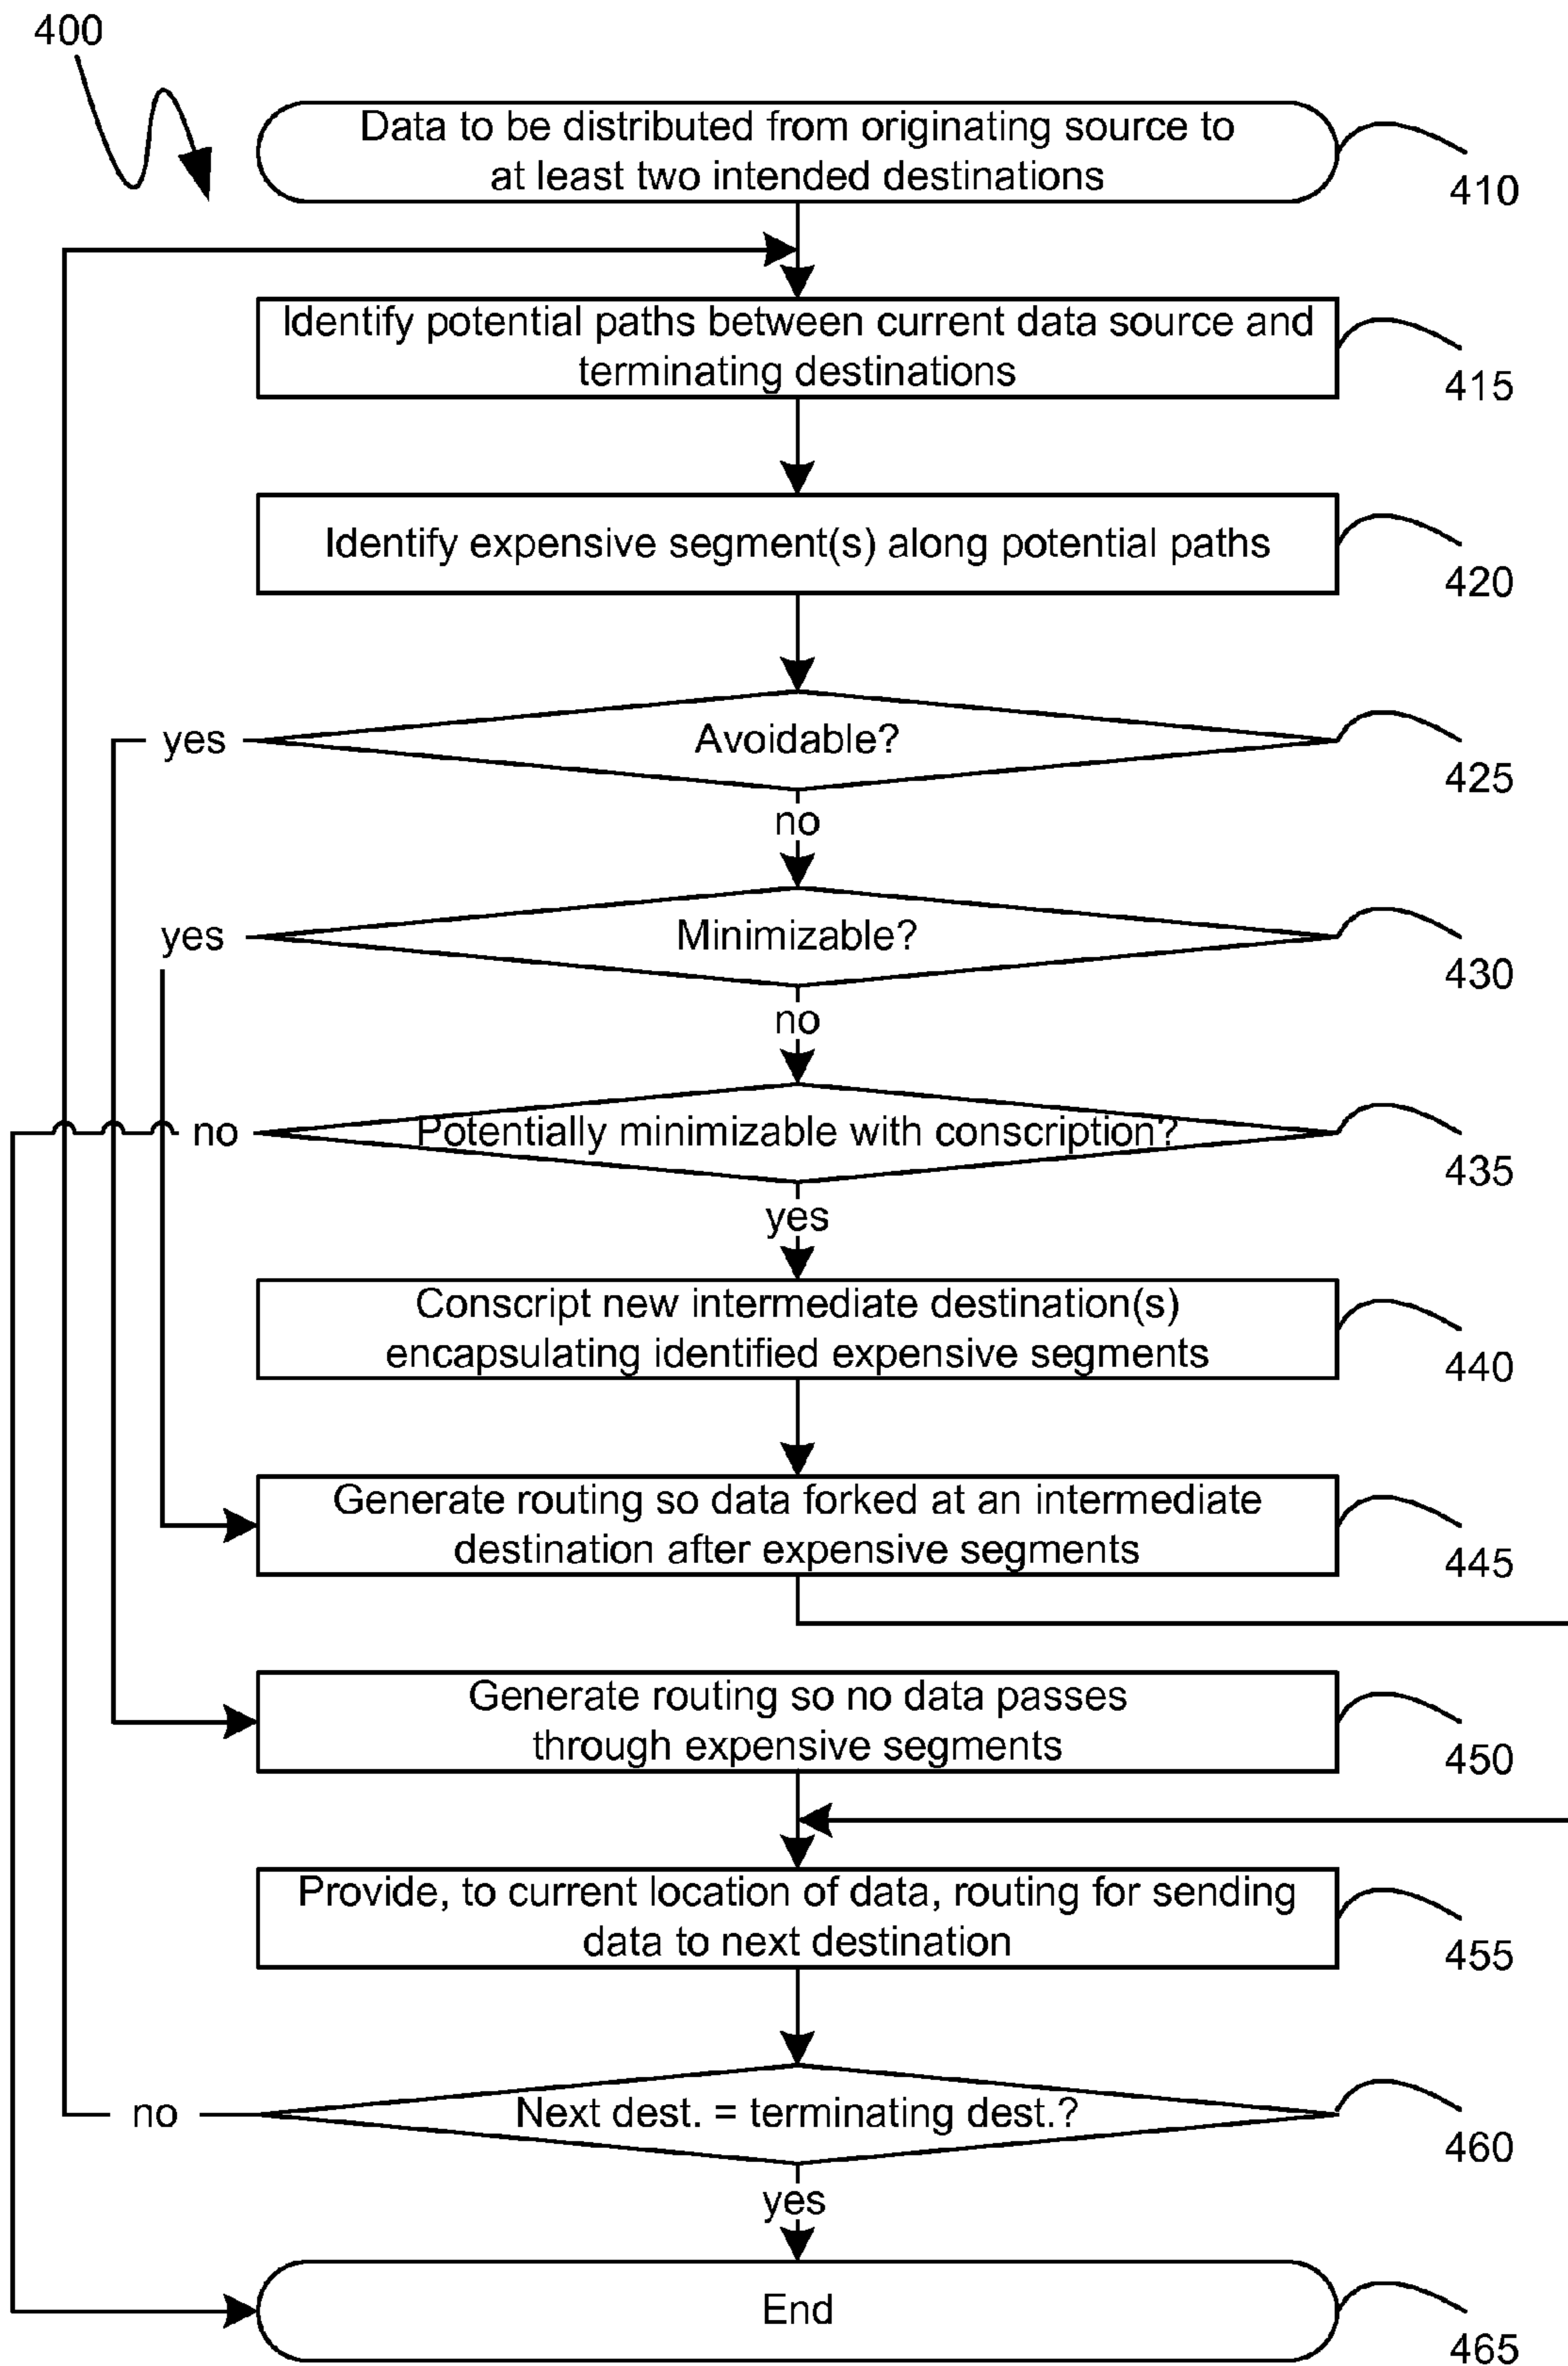 400
Data to be distributed from originating source to
at least two intended destinations
410
Identify potential paths between current data source and
terminating destinations
415
Identify expensive segment(s) along potential paths
420
yes
Avoidable?
425
no
yes
Minimizable?
430
no
no
Potentially minimizable with conscription?
435
yes
Conscript new intermediate destination(s)
encapsulating identified expensive segments
440
Generate routing so data forked at an intermediate
destination after expensive segments
445
Generate routing so no data passes
through expensive segments
450
Provide, to current location of data, routing for sending
data to next destination
455
no
Next dest. = terminating dest.?
460
yes
End
465